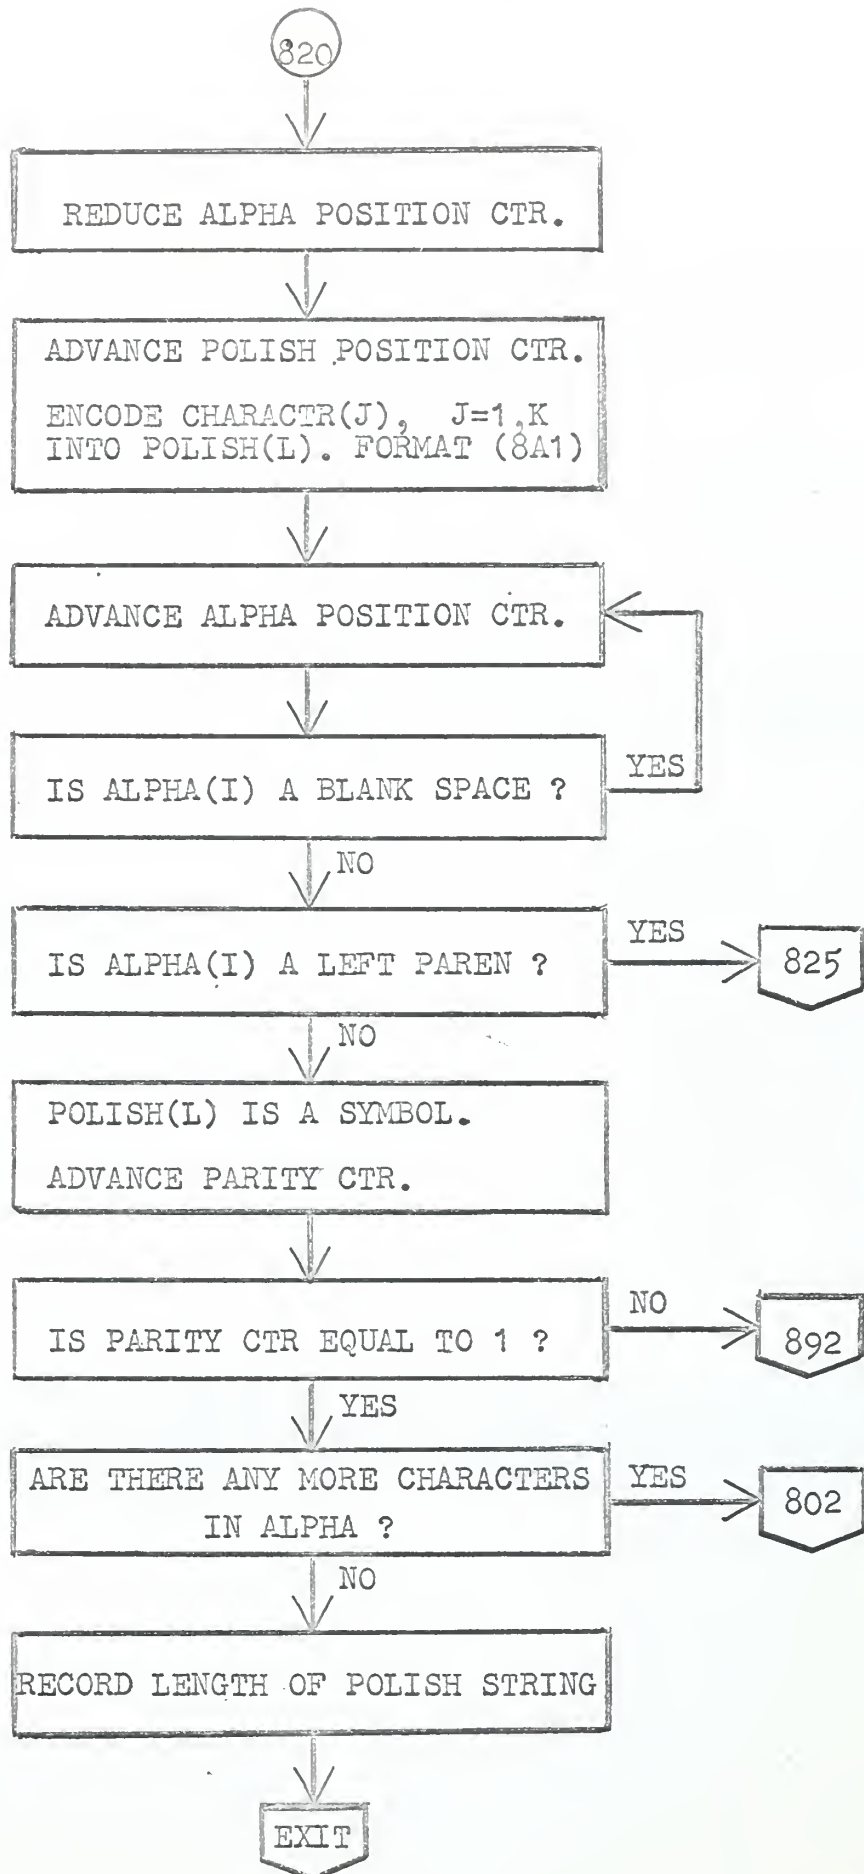 820
REDUCE ALPHA POSITION CTR.
ADVANCE POLISH POSITION CTR.
ENCODE CHARACTR(J), J=1,K
INTO POLISH(L). FORMAT (8A1)
ADVANCE ALPHA POSITION CTR.
IS ALPHA(I) A BLANK SPACE ?
YES
NO
IS ALPHA(I) A LEFT PAREN ?
YES
825
NO
POLISH(L) IS A SYMBOL.
ADVANCE PARITY CTR.
IS PARITY CTR EQUAL TO 1 ?
NO
892
YES
ARE THERE ANY MORE CHARACTERS
IN ALPHA ?
YES
802
NO
RECORD LENGTH OF POLISH STRING
EXIT